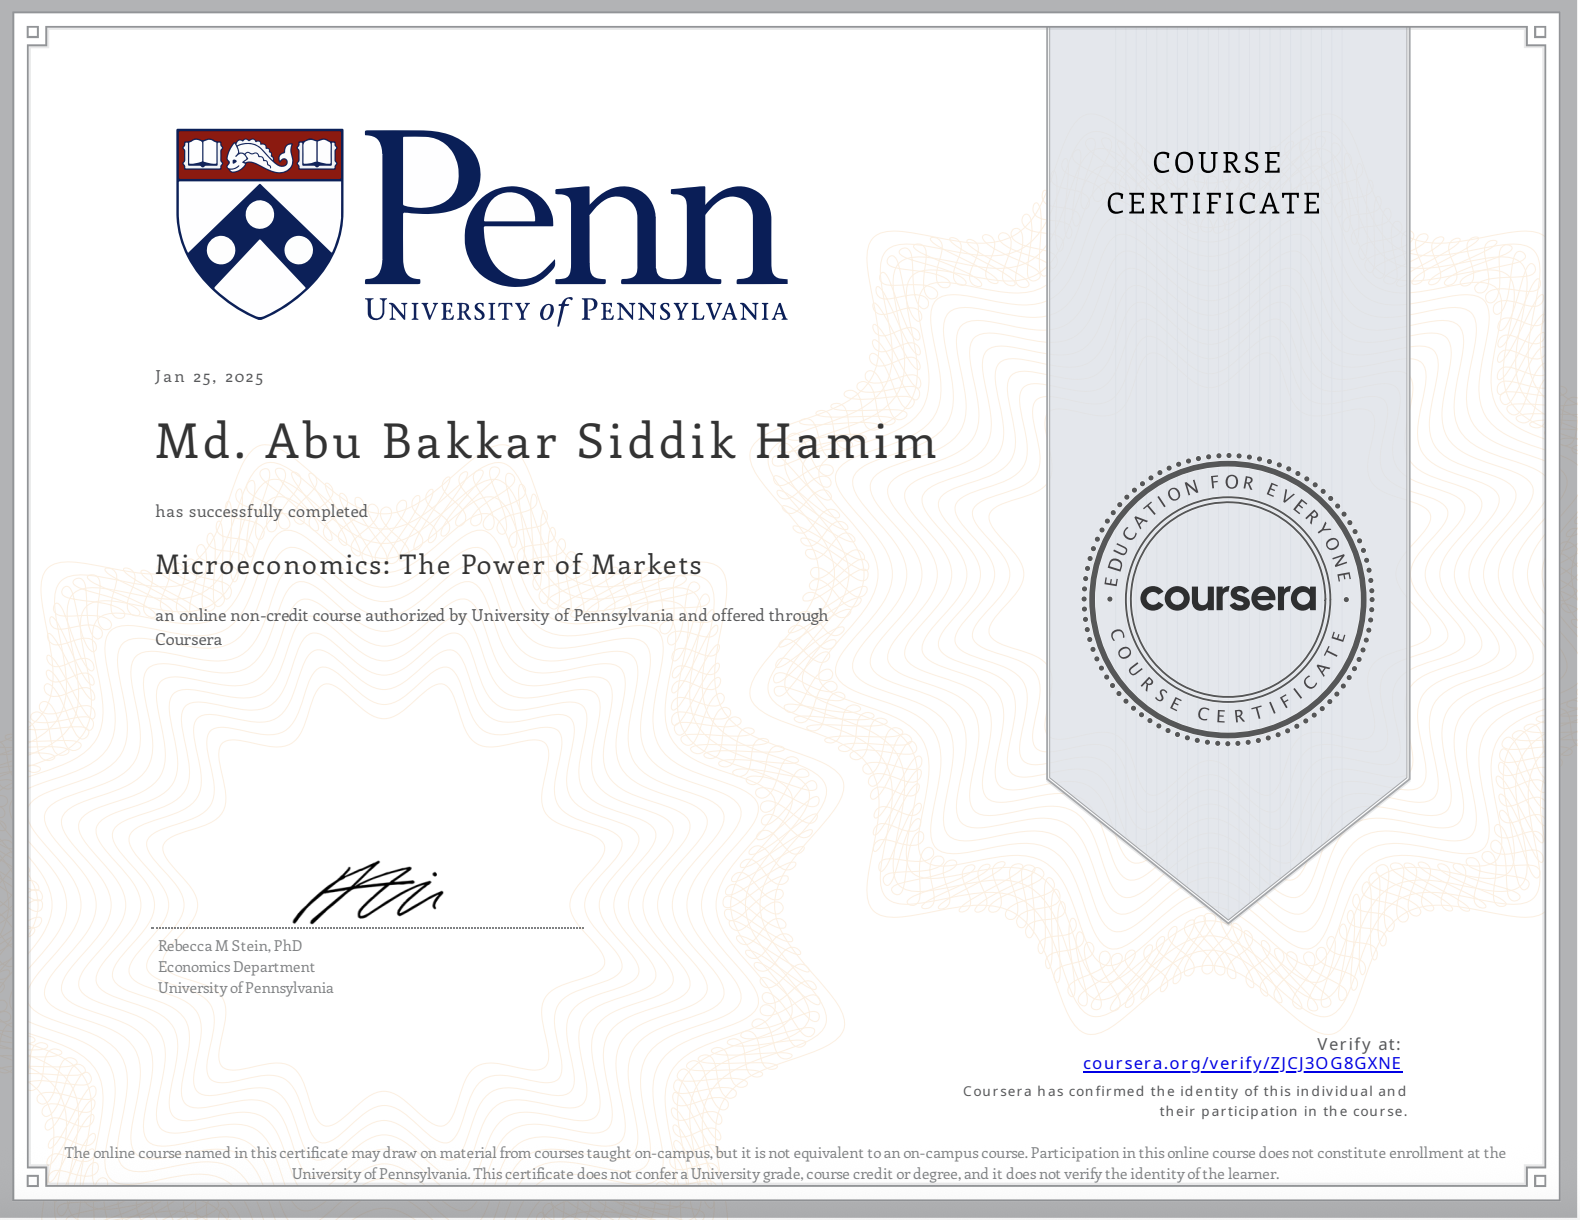 Penn
UNIVERSITY of PENNSYLVANIA
COURSE
CERTIFICATE
Jan 25, 2025
Md. Abu Bakkar Siddik Hamim
has successfully completed
Microeconomics: The Power of Markets
an online non-credit course authorized by University of Pennsylvania and offered through
Coursera
EDUCATION FOR EVERYONE
coursera
COURSE CERTIFICATE
Rebecca M Stein, PhD
Economics Department
University of Pennsylvania
Verify at:
coursera.org/verify/ZJCJ3OG8GXNE
Coursera has confirmed the identity of this individual and
their participation in the course.
The online course named in this certificate may draw on material from courses taught on-campus, but it is not equivalent to an on-campus course. Participation in this online course does not constitute enrollment at the
University of Pennsylvania. This certificate does not confer a University grade, course credit or degree, and it does not verify the identity of the learner.